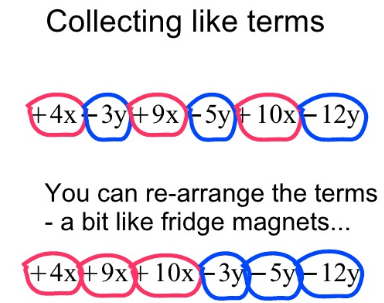 Collecting like terms
+4x-3y+9x-5y+10x-12y
You can re-arrange the terms
- a bit like fridge magnets...
+4x+9x+10x-3y-5y-12y